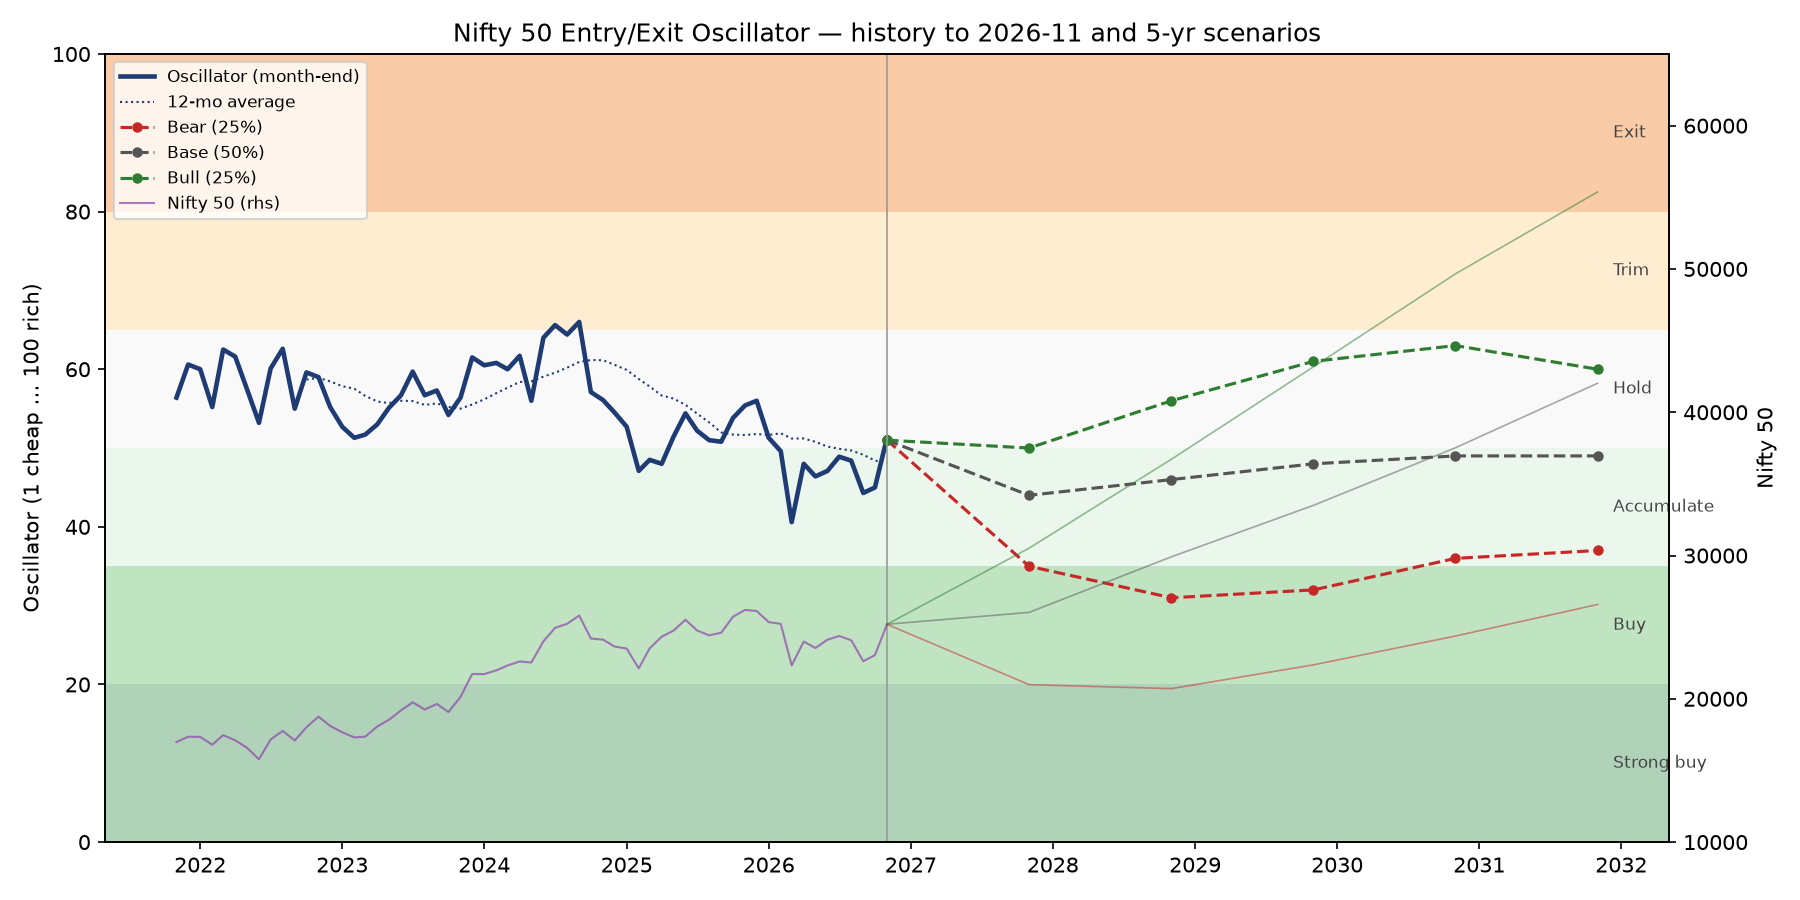 Nifty 50 Entry/Exit Oscillator — history to 2026-11 and 5-yr scenarios
Oscillator (month-end)
12-mo average
Bear (25%)
Base (50%)
Bull (25%)
Nifty 50 (rhs)
Oscillator (1 cheap ... 100 rich)
100
80
60
40
20
0
Exit
Trim
Hold
Accumulate
Buy
Strong buy
60000
50000
40000
30000
20000
10000
Nifty 50
2022 2023 2024 2025 2026 2027 2028 2029 2030 2031 2032